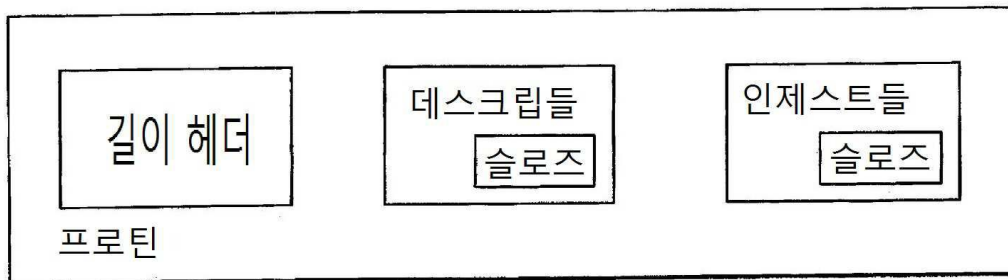 길이 헤더
데스크립들
슬로즈
인제스트들
슬로즈
프로틴